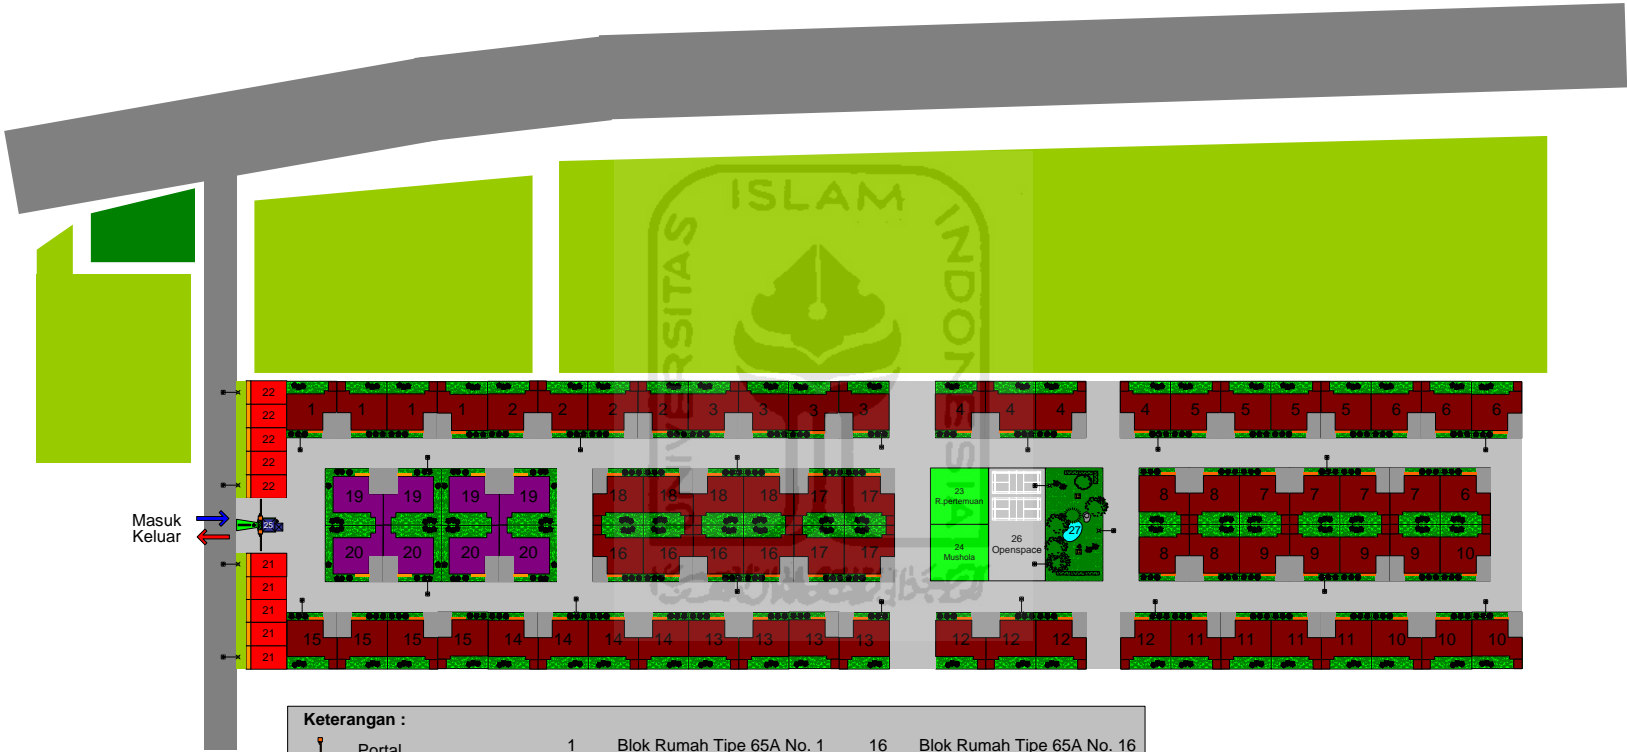 UNIVERSITAS ISLAM INDONESIA
22
22 1 1 1 1 2 2 2 2 3 3 3 3 4 4 4 4 5 5 5 5 6 6 6
22
22
22
19 19 19 19 18 18 18 18 17 17 8 8 7 7 7 7 6
23
R.pertemuan
Masuk
Keluar
25
27
26
Openspace
24
Mushola
20 20 20 20 16 16 16 16 17 17 8 8 9 9 9 9 10
21
21
21
21 15 15 15 15 14 14 14 14 13 13 13 13 12 12 12 12 11 11 11 11 10 10 10
21
Keterangan :
Portal 1 Blok Rumah Tipe 65A No. 1 16 Blok Rumah Tipe 65A No. 16